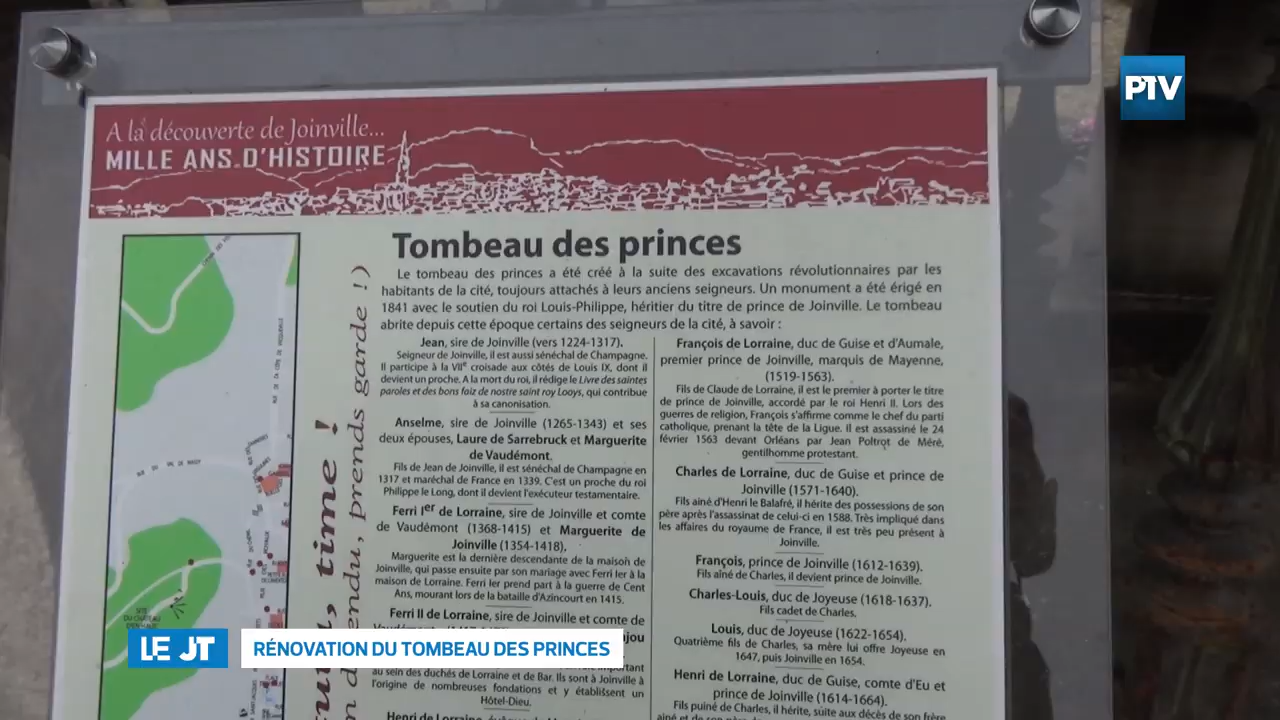 PTV
A la découverte de Joinville...
MILLE ANS D'HISTOIRE
Tombeau des princes
Le tombeau des princes a été créé à la suite des excavations révolutionnaires par les
habitants de la cité, toujours attachés à leurs anciens seigneurs. Un monument a été érigé en
1841 avec le soutien du roi Louis-Philippe, héritier du titre de prince de Joinville. Le tombeau
abrite depuis cette époque certains des seigneurs de la cité, à savoir :
Jean, sire de Joinville (vers 1224-1317).
Seigneur de Joinville, il est aussi sénéchal de Champagne.
Il participe à la VIIe croisade aux côtés de Louis IX, dont il
devient un proche. A la mort du roi, il rédige le Livre des saintes
paroles et des bons faiz de nostre saint roy Looys, qui contribue
à sa canonisation.
Anselme, sire de Joinville (1265-1343) et ses
deux épouses, Laure de Sarrebruck et Marguerite
de Vaudémont.
Fils de Jean de Joinville, il est sénéchal de Champagne en
1317 et maréchal de France en 1339. C'est un proche du roi
Philippe le Long, dont il devient l'exécuteur testamentaire.
Ferri Ier de Lorraine, sire de Joinville et comte
de Vaudémont (1368-1415) et Marguerite de
Joinville (1354-1418).
Marguerite est la dernière descendante de la maison de
Joinville, qui passe ensuite par son mariage avec Ferri Ier à la
maison de Lorraine. Ferri Ier prend part à la guerre de Cent
Ans, mourant lors de la bataille d'Azincourt en 1415.
Ferri II de Lorraine, sire de Joinville et comte de
au sein des duchés de Lorraine et de Bar. Ils sont à Joinville à
l'origine de nombreuses fondations et y établissent un
Hôtel-Dieu.
François de Lorraine, duc de Guise et d'Aumale,
premier prince de Joinville, marquis de Mayenne,
(1519-1563).
Fils de Claude de Lorraine, il est le premier à porter le titre
de prince de Joinville, accordé par le roi Henri II. Lors des
guerres de religion, François s'affirme comme le chef du parti
catholique, prenant la tête de la Ligue. Il est assassiné le 24
février 1563 devant Orléans par Jean Poltrot de Méré,
gentilhomme protestant.
Charles de Lorraine, duc de Guise et prince de
Joinville (1571-1640).
Fils ainé d'Henri le Balafré, il hérite des possessions de son
père après l'assassinat de celui-ci en 1588. Très impliqué dans
les affaires du royaume de France, il est très peu présent à
Joinville.
François, prince de Joinville (1612-1639).
Fils aîné de Charles, il devient prince de Joinville.
Charles-Louis, duc de Joyeuse (1618-1637).
Fils cadet de Charles.
Louis, duc de Joyeuse (1622-1654).
Quatrième fils de Charles, sa mère lui offre Joyeuse en
1647, puis Joinville en 1654.
Henri de Lorraine, duc de Guise, comte d'Eu et
prince de Joinville (1614-1664).
Fils puiné de Charles, il hérite, suite aux décès de son frère
time !
prends garde !)
LE JT
RÉNOVATION DU TOMBEAU DES PRINCES